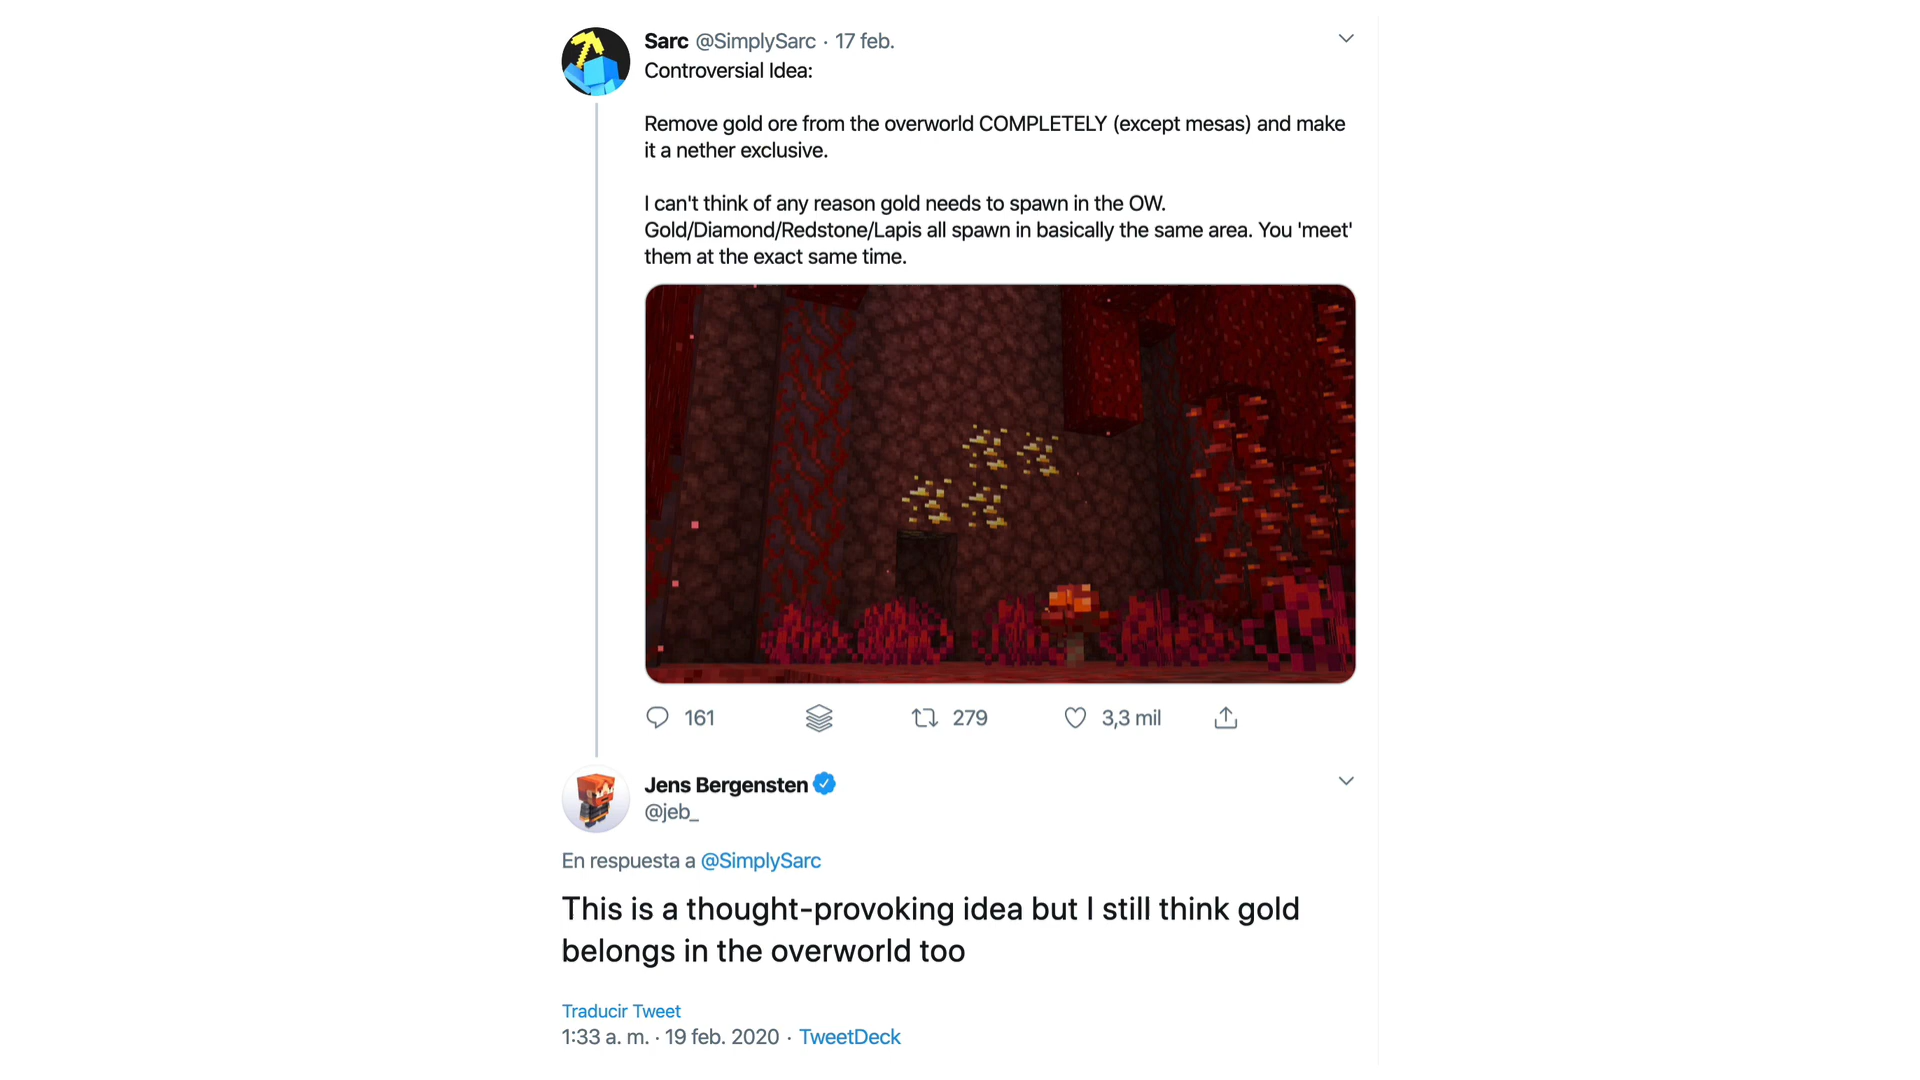 Sarc @SimplySarc · 17 feb.
Controversial Idea:
Remove gold ore from the overworld COMPLETELY (except mesas) and make
it a nether exclusive.
I can't think of any reason gold needs to spawn in the OW.
Gold/Diamond/Redstone/Lapis all spawn in basically the same area. You 'meet'
them at the exact same time.
161 279 3,3 mil
Jens Bergensten
@jeb_
En respuesta a @SimplySarc
This is a thought-provoking idea but I still think gold
belongs in the overworld too
Traducir Tweet
1:33 a. m. · 19 feb. 2020 · TweetDeck